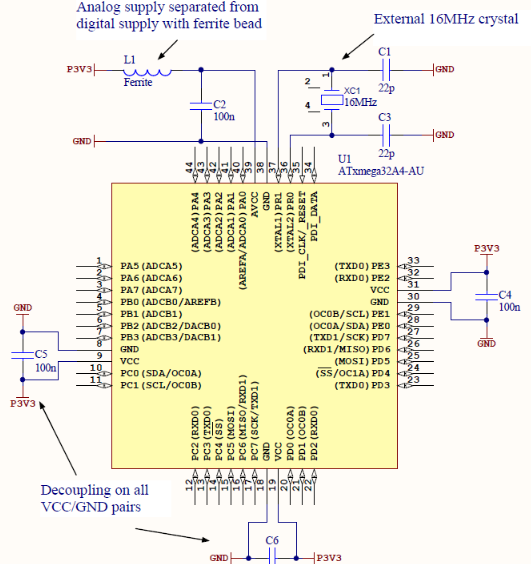 Analog supply separated from
digital supply with ferrite bead
External 16MHz crystal
L1
P3V3
Ferrite
C2
100n
GND
C1
GND
22p
1
2
XC1
16MHz
4
3
C3
GND
22p
U1
ATxmega32A4-AU
44 43 42 41 40 39 38 37 36 35 34
(ADCA4) PA4
(ADCA3) PA3
(ADCA2) PA2
(ADCA1) PA1
(AREFA/ADCA0) PA0
AVCC
GND
(XTAL1) PR1
(XTAL2) PR0
PDI_CLK/_RESET
PDI_DATA
1 PA5 (ADCA5)
2 PA6 (ADCA6)
3 PA7 (ADCA7)
4 PB0 (ADCB0/AREFB)
5 PB1 (ADCB1)
6 PB2 (ADCB2/DACB0)
7 PB3 (ADCB3/DACB1)
8 GND
9 VCC
10 PC0 (SDA/OC0A)
11 PC1 (SCL/OC0B)
(TXD0) PE3 33
(RXD0) PE2 32
VCC 31
GND 30
(OC0B/SCL) PE1 29
(OC0A/SDA) PE0 28
(TXD1/SCK) PD7 27
(RXD1/MISO) PD6 26
(MOSI) PD5 25
(SS/OC1A) PD4 24
(TXD0) PD3 23
P3V3
C4
100n
GND
GND
C5
100n
P3V3
PC2 (RXD0)
PC3 (TXD0)
PC4 (SS)
PC5 (MOSI)
PC6 (MISO/RXD1)
PC7 (SCK/TXD1)
GND
VCC
PD0 (OC0A)
PD1 (OC0B)
PD2 (RXD0)
12 13 14 15 16 17 18 19 20 21 22
Decoupling on all
VCC/GND pairs
C6
GND
P3V3